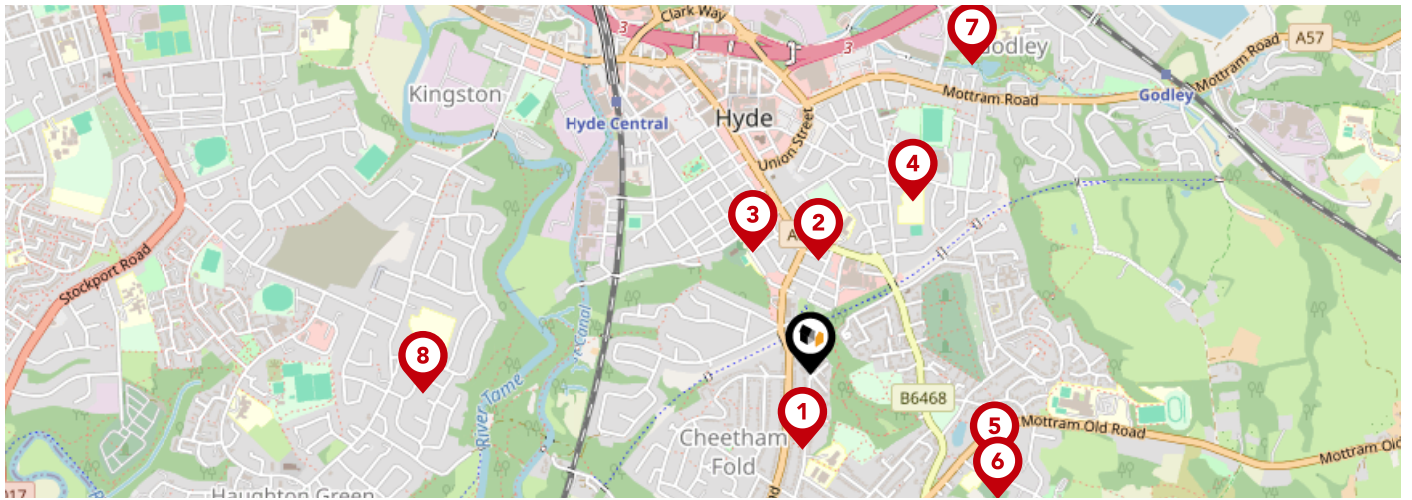 Clark Way
3
3
7
Godley
A57
Mottram Road
Kingston
Mottram Road
Godley
Hyde Central
Hyde
Union Street
4
3
2
Stockport Road
Canal
8
B6468
River Tame
1
5
Mottram Old Road
Cheetham
Fold
6
Mottram Old
Haughton Green
017